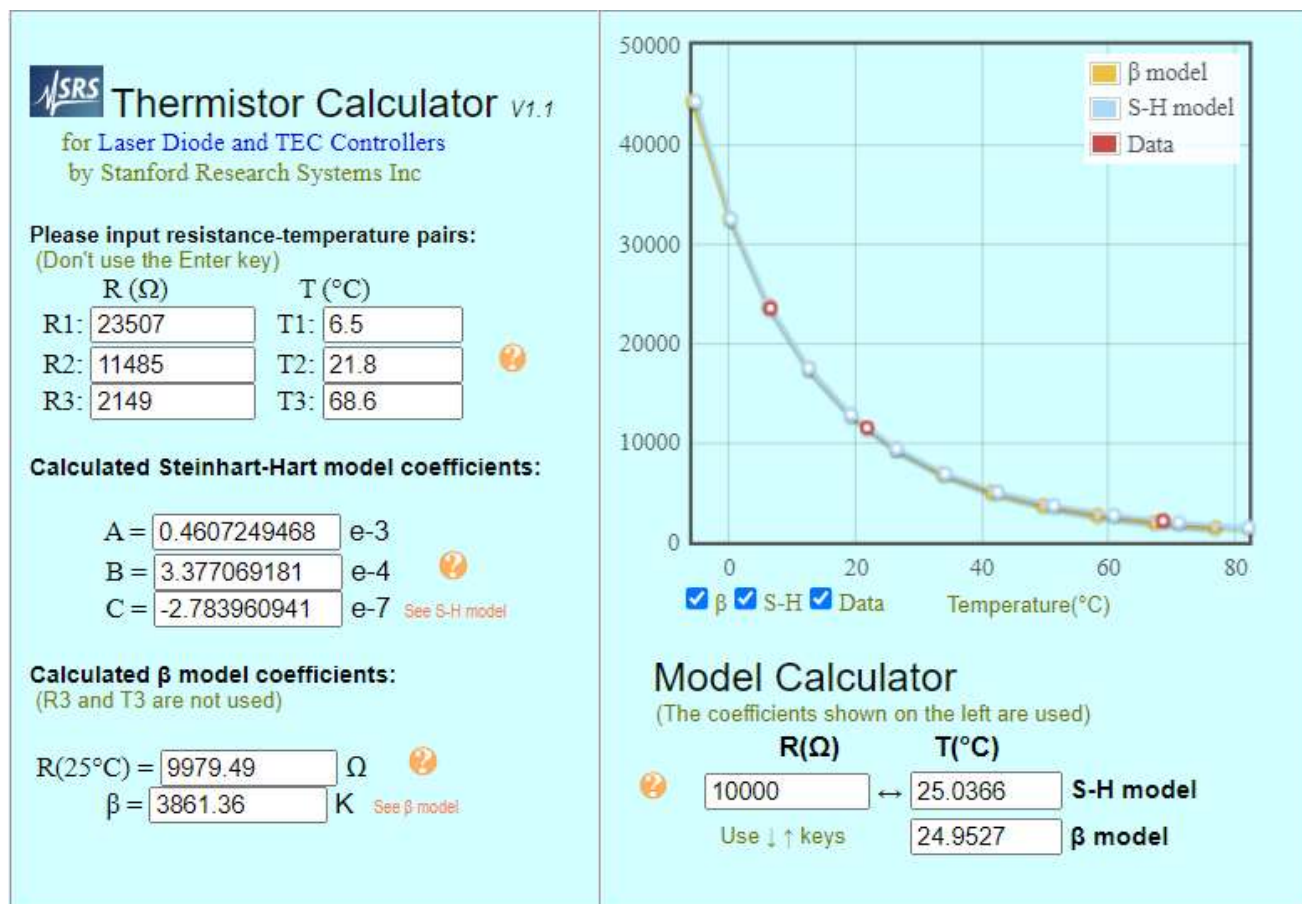 SRS Thermistor Calculator V1.1
for Laser Diode and TEC Controllers
by Stanford Research Systems Inc
Please input resistance-temperature pairs:
(Don't use the Enter key)
R (Ω) T (°C)
R1: 23507 T1: 6.5
R2: 11485 T2: 21.8
R3: 2149 T3: 68.6
Calculated Steinhart-Hart model coefficients:
A = 0.4607249468 e-3
B = 3.377069181 e-4
C = -2.783960941 e-7 See S-H model
Calculated β model coefficients:
(R3 and T3 are not used)
R(25°C) = 9979.49 Ω
β = 3861.36 K See β model
50000
40000
30000
20000
10000
0
β model
S-H model
Data
0 20 40 60 80
β S-H Data Temperature(°C)
Model Calculator
(The coefficients shown on the left are used)
R(Ω) T(°C)
10000 ↔ 25.0366 S-H model
Use ↓ ↑ keys 24.9527 β model